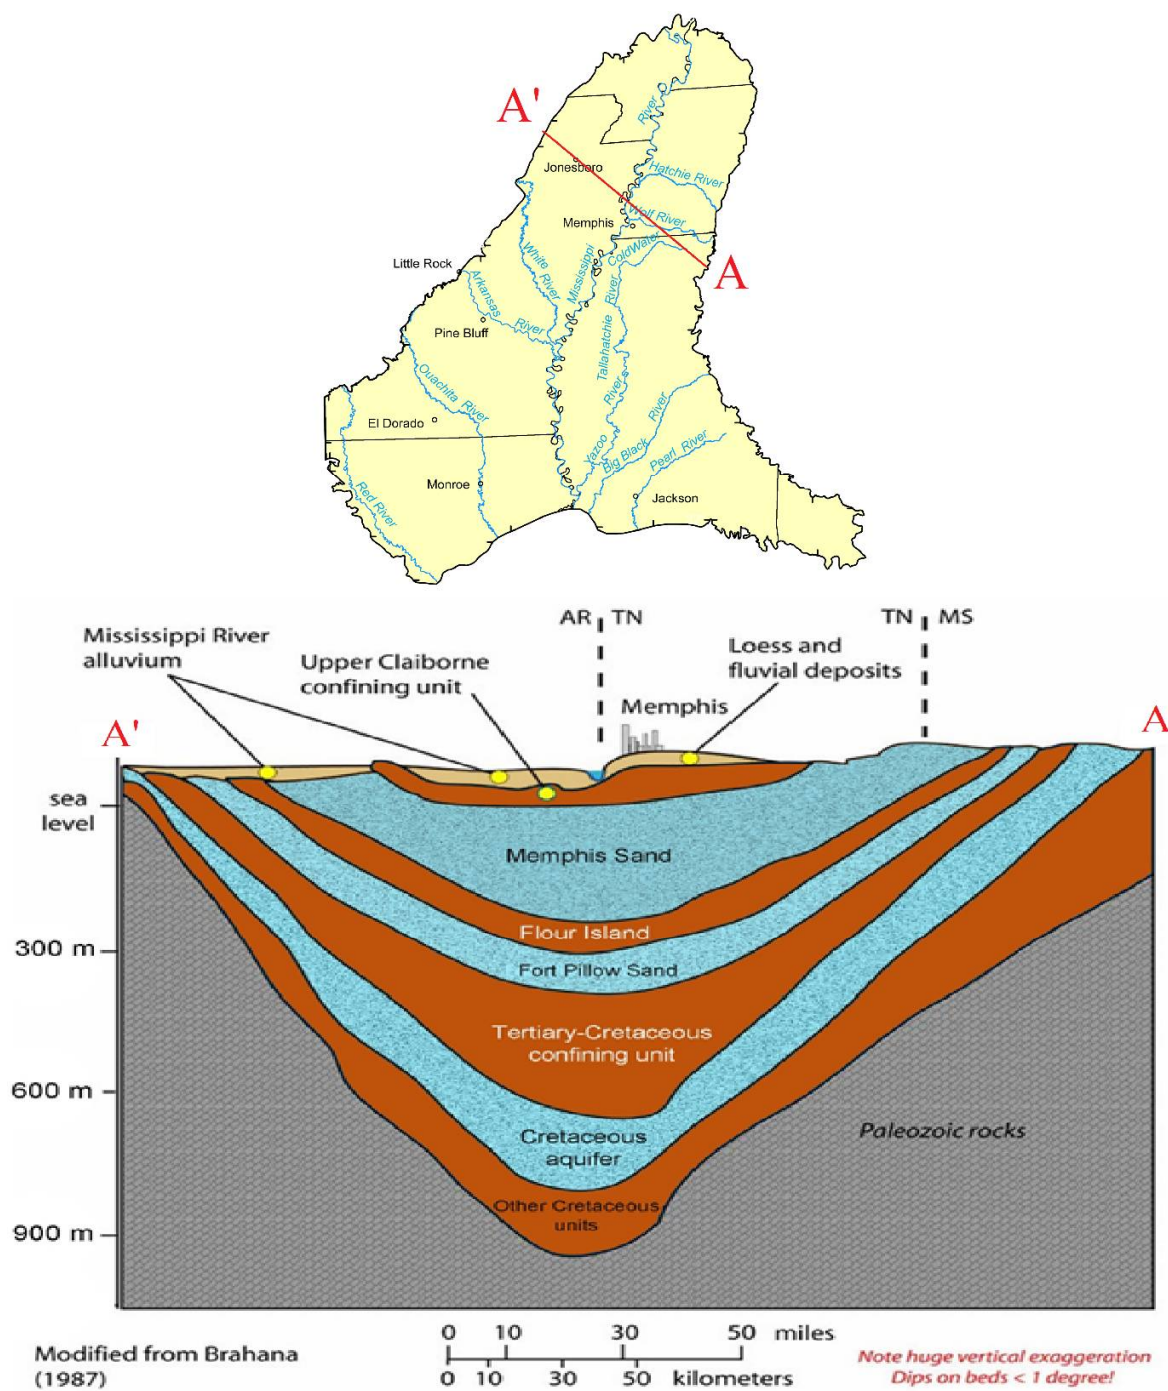 A'
River
Jonesboro
Hatchie River
Wolf River
Memphis
ColdWater
A
White
River
Mississippi
River
Little Rock
Arkansas
River
Pine Bluff
Tallahatchie
River
Ouachita River
El Dorado
Yazoo
Big Black
River
Pearl River
Monroe
Jackson
Red River
AR TN
TN MS
Mississippi River
alluvium
Upper Claiborne
confining unit
Loess and
fluvial deposits
Memphis
A'
A
sea
level
Memphis Sand
Flour Island
300 m
Fort Pillow Sand
Tertiary-Cretaceous
confining unit
600 m
Cretaceous
aquifer
Paleozoic rocks
Other Cretaceous
units
900 m
0 10 30 50 miles
0 10 30 50 kilometers
Modified from Brahana
(1987)
Note huge vertical exaggeration
Dips on beds < 1 degree!